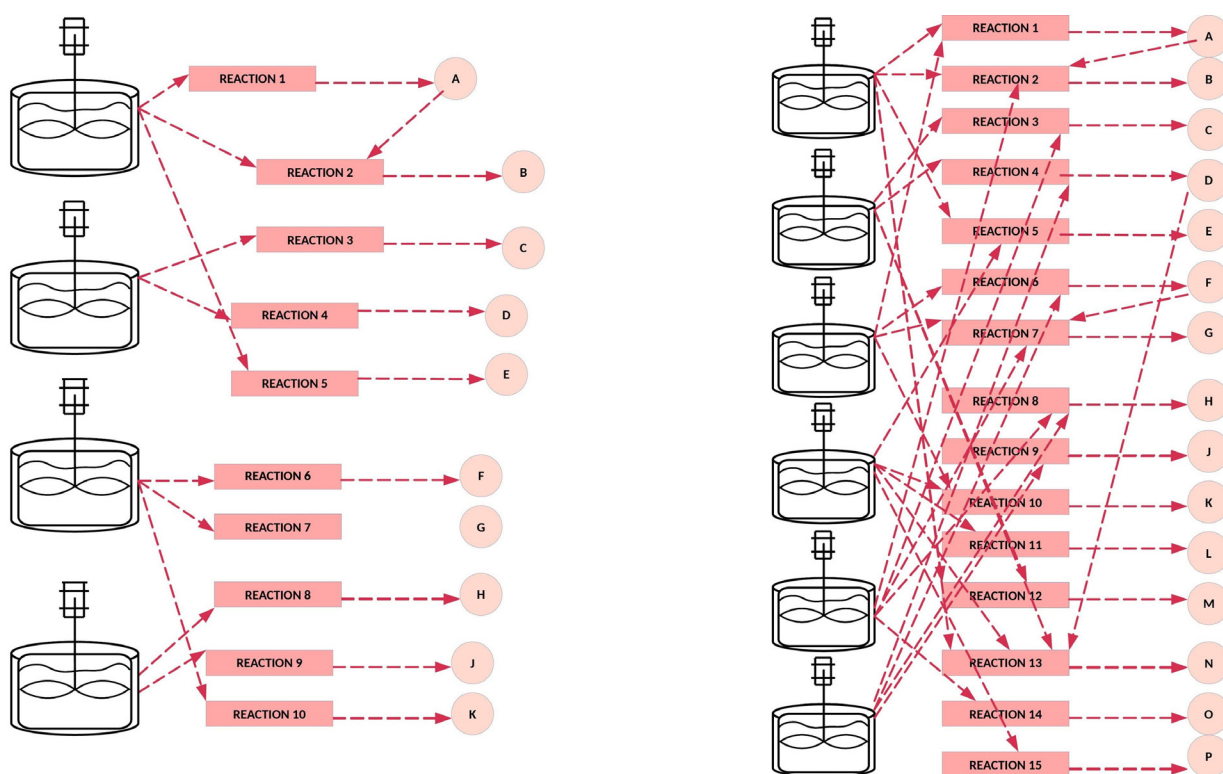 REACTION 1
A
REACTION 2
B
REACTION 3
C
REACTION 4
D
REACTION 5
E
REACTION 6
F
REACTION 7
G
REACTION 8
H
REACTION 9
J
REACTION 10
K
REACTION 1
A
REACTION 2
B
REACTION 3
C
REACTION 4
D
REACTION 5
E
REACTION 6
F
REACTION 7
G
REACTION 8
H
REACTION 9
J
REACTION 10
K
REACTION 11
L
REACTION 12
M
REACTION 13
N
REACTION 14
O
REACTION 15
P